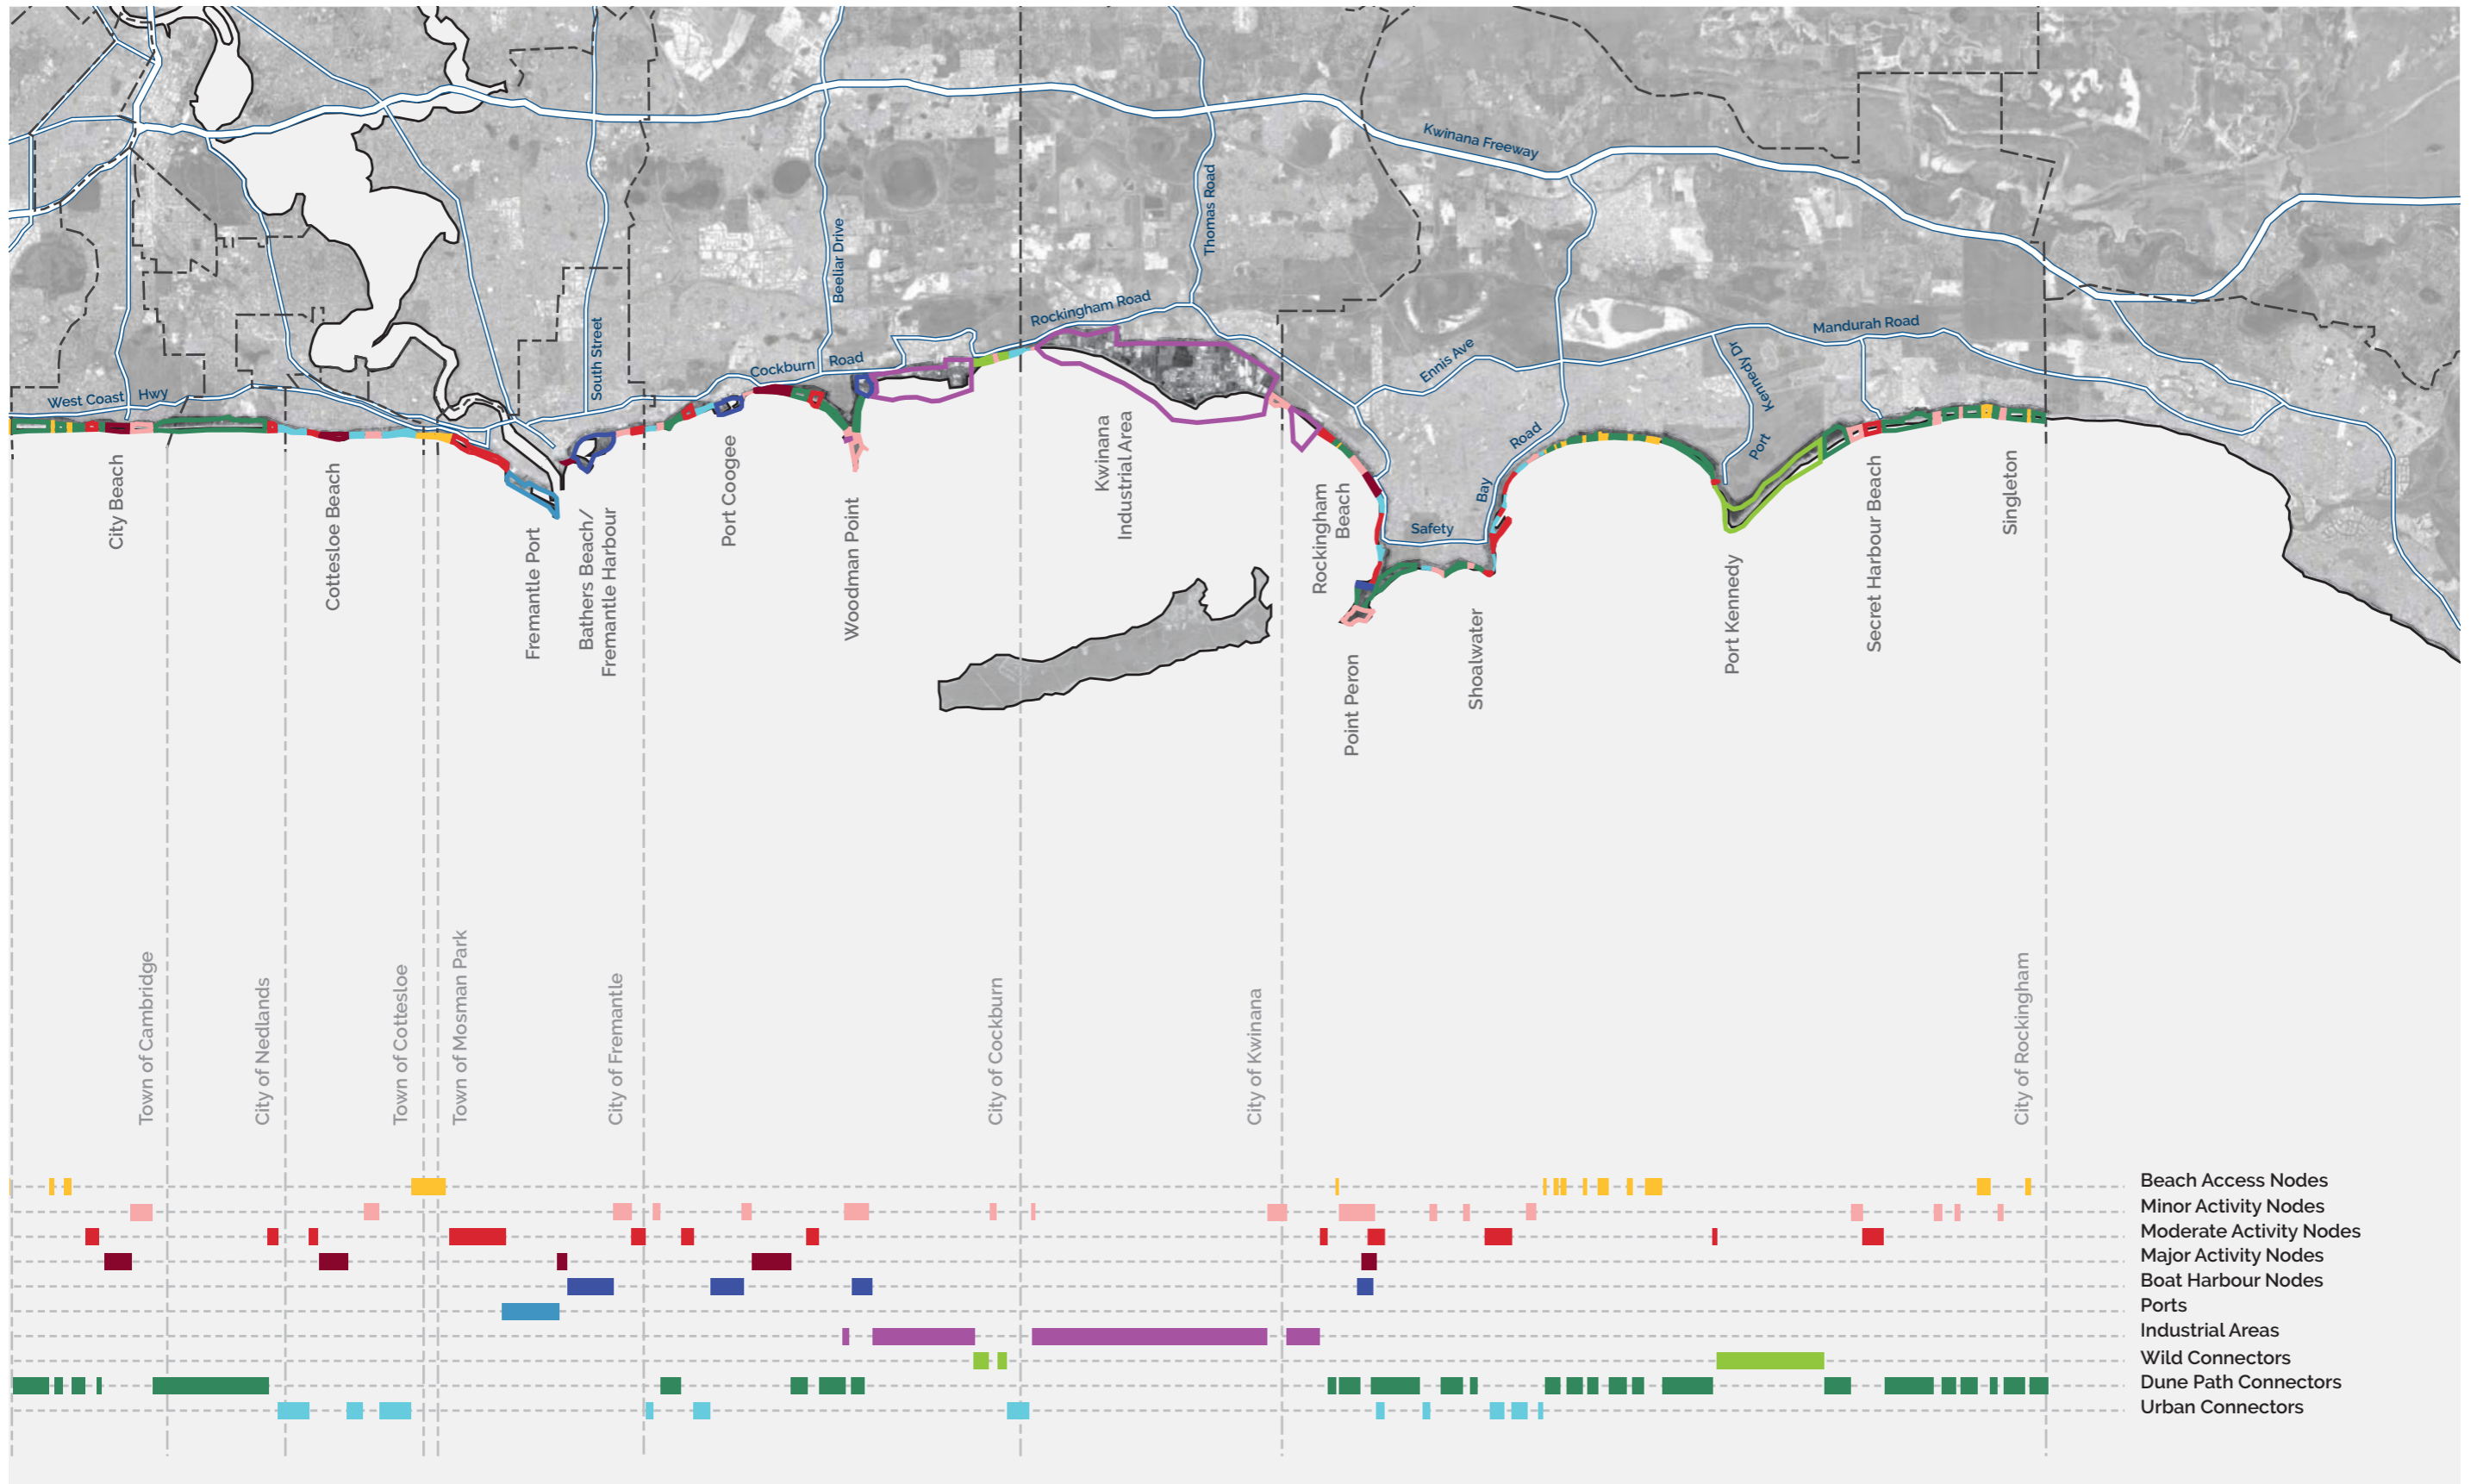 Kwinana Freeway
Thomas Road
Beeliar Drive
Rockingham Road
Mandurah Road
South Street
Ennis Ave
Kennedy Dr
Port
Cockburn Road
West Coast Hwy
Road
Bay
Safety
City Beach
Cottesloe Beach
Fremantle Port
Bathers Beach/
Fremantle Harbour
Port Coogee
Woodman Point
Kwinana
Industrial Area
Rockingham
Beach
Point Peron
Shoalwater
Port Kennedy
Secret Harbour Beach
Singleton
Town of Cambridge
City of Nedlands
Town of Cottesloe
Town of Mosman Park
City of Fremantle
City of Cockburn
City of Kwinana
City of Rockingham
Beach Access Nodes
Minor Activity Nodes
Moderate Activity Nodes
Major Activity Nodes
Boat Harbour Nodes
Ports
Industrial Areas
Wild Connectors
Dune Path Connectors
Urban Connectors